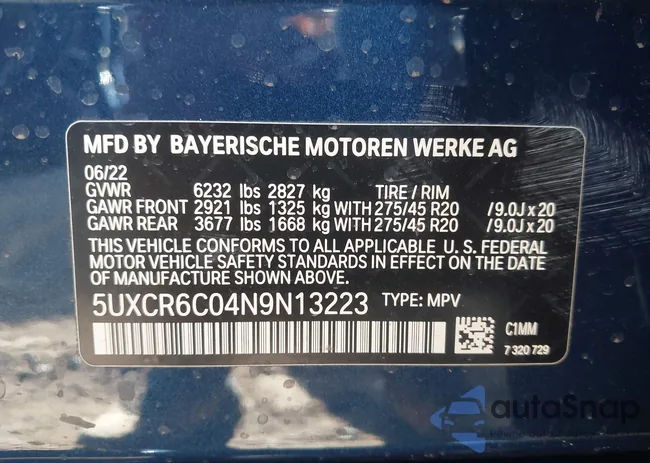 MFD BY BAYERISCHE MOTOREN WERKE AG
06/22
GVWR 6232 lbs 2827 kg TIRE / RIM
GAWR FRONT 2921 lbs 1325 kg WITH 275/45 R20 / 9.0J x 20
GAWR REAR 3677 lbs 1668 kg WITH 275/45 R20 / 9.0J x 20
THIS VEHICLE CONFORMS TO ALL APPLICABLE U. S. FEDERAL
MOTOR VEHICLE SAFETY STANDARDS IN EFFECT ON THE DATE
OF MANUFACTURE SHOWN ABOVE.
5UXCR6C04N9N13223 TYPE: MPV
C1MM
7 320 729
autoSnap